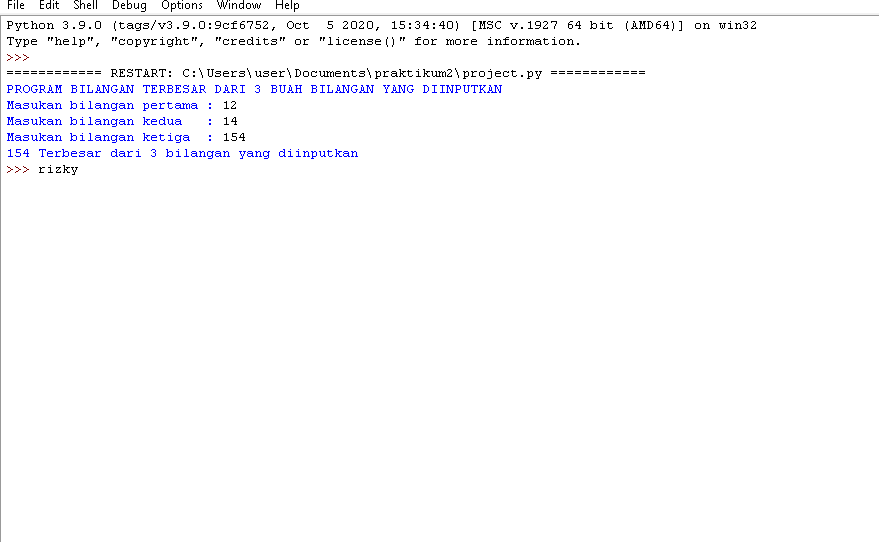 File Edit Shell Debug Options Window Help
Python 3.9.0 (tags/v3.9.0:9cf6752, Oct  5 2020, 15:34:40) [MSC v.1927 64 bit (AMD64)] on win32
Type "help", "copyright", "credits" or "license()" for more information.
>>>
============ RESTART: C:\Users\user\Documents\praktikum2\project.py ============
PROGRAM BILANGAN TERBESAR DARI 3 BUAH BILANGAN YANG DIINPUTKAN
Masukan bilangan pertama : 12
Masukan bilangan kedua   : 14
Masukan bilangan ketiga  : 154
154 Terbesar dari 3 bilangan yang diinputkan
>>> rizky